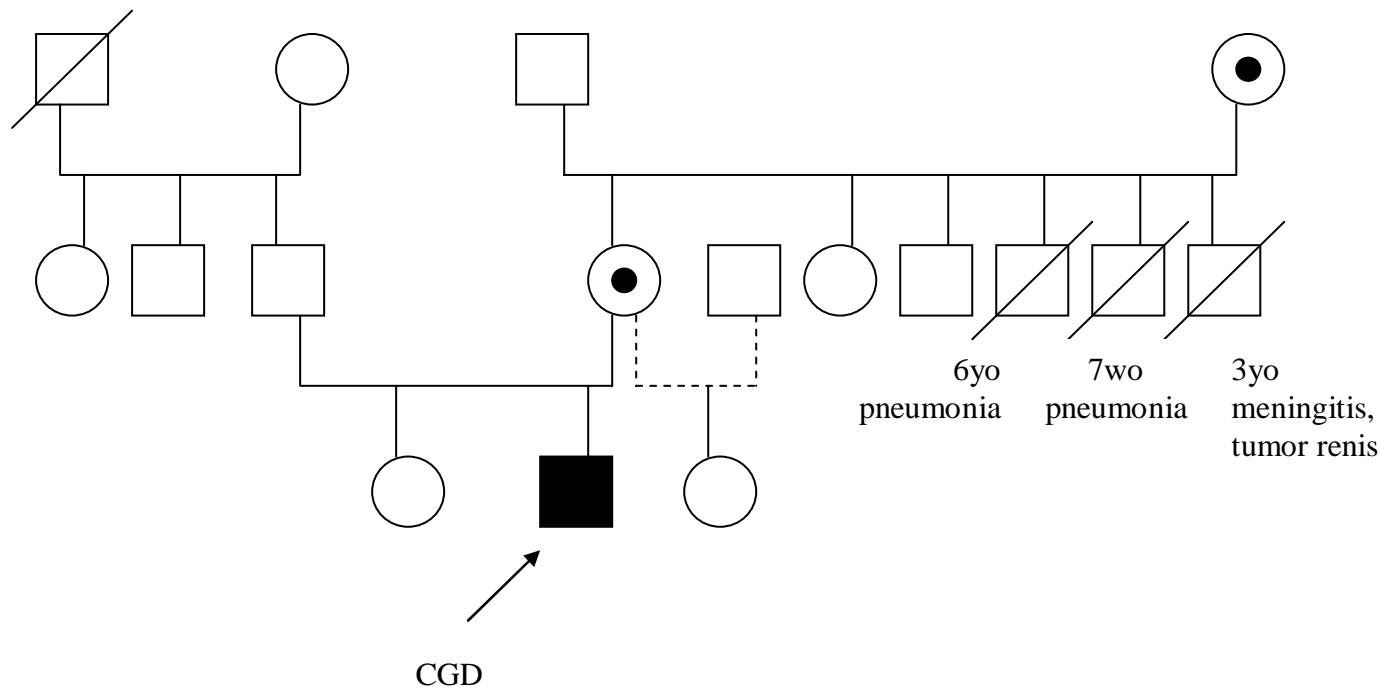 6yo
pneumonia
7wo
pneumonia
3yo
meningitis,
tumor renis
CGD